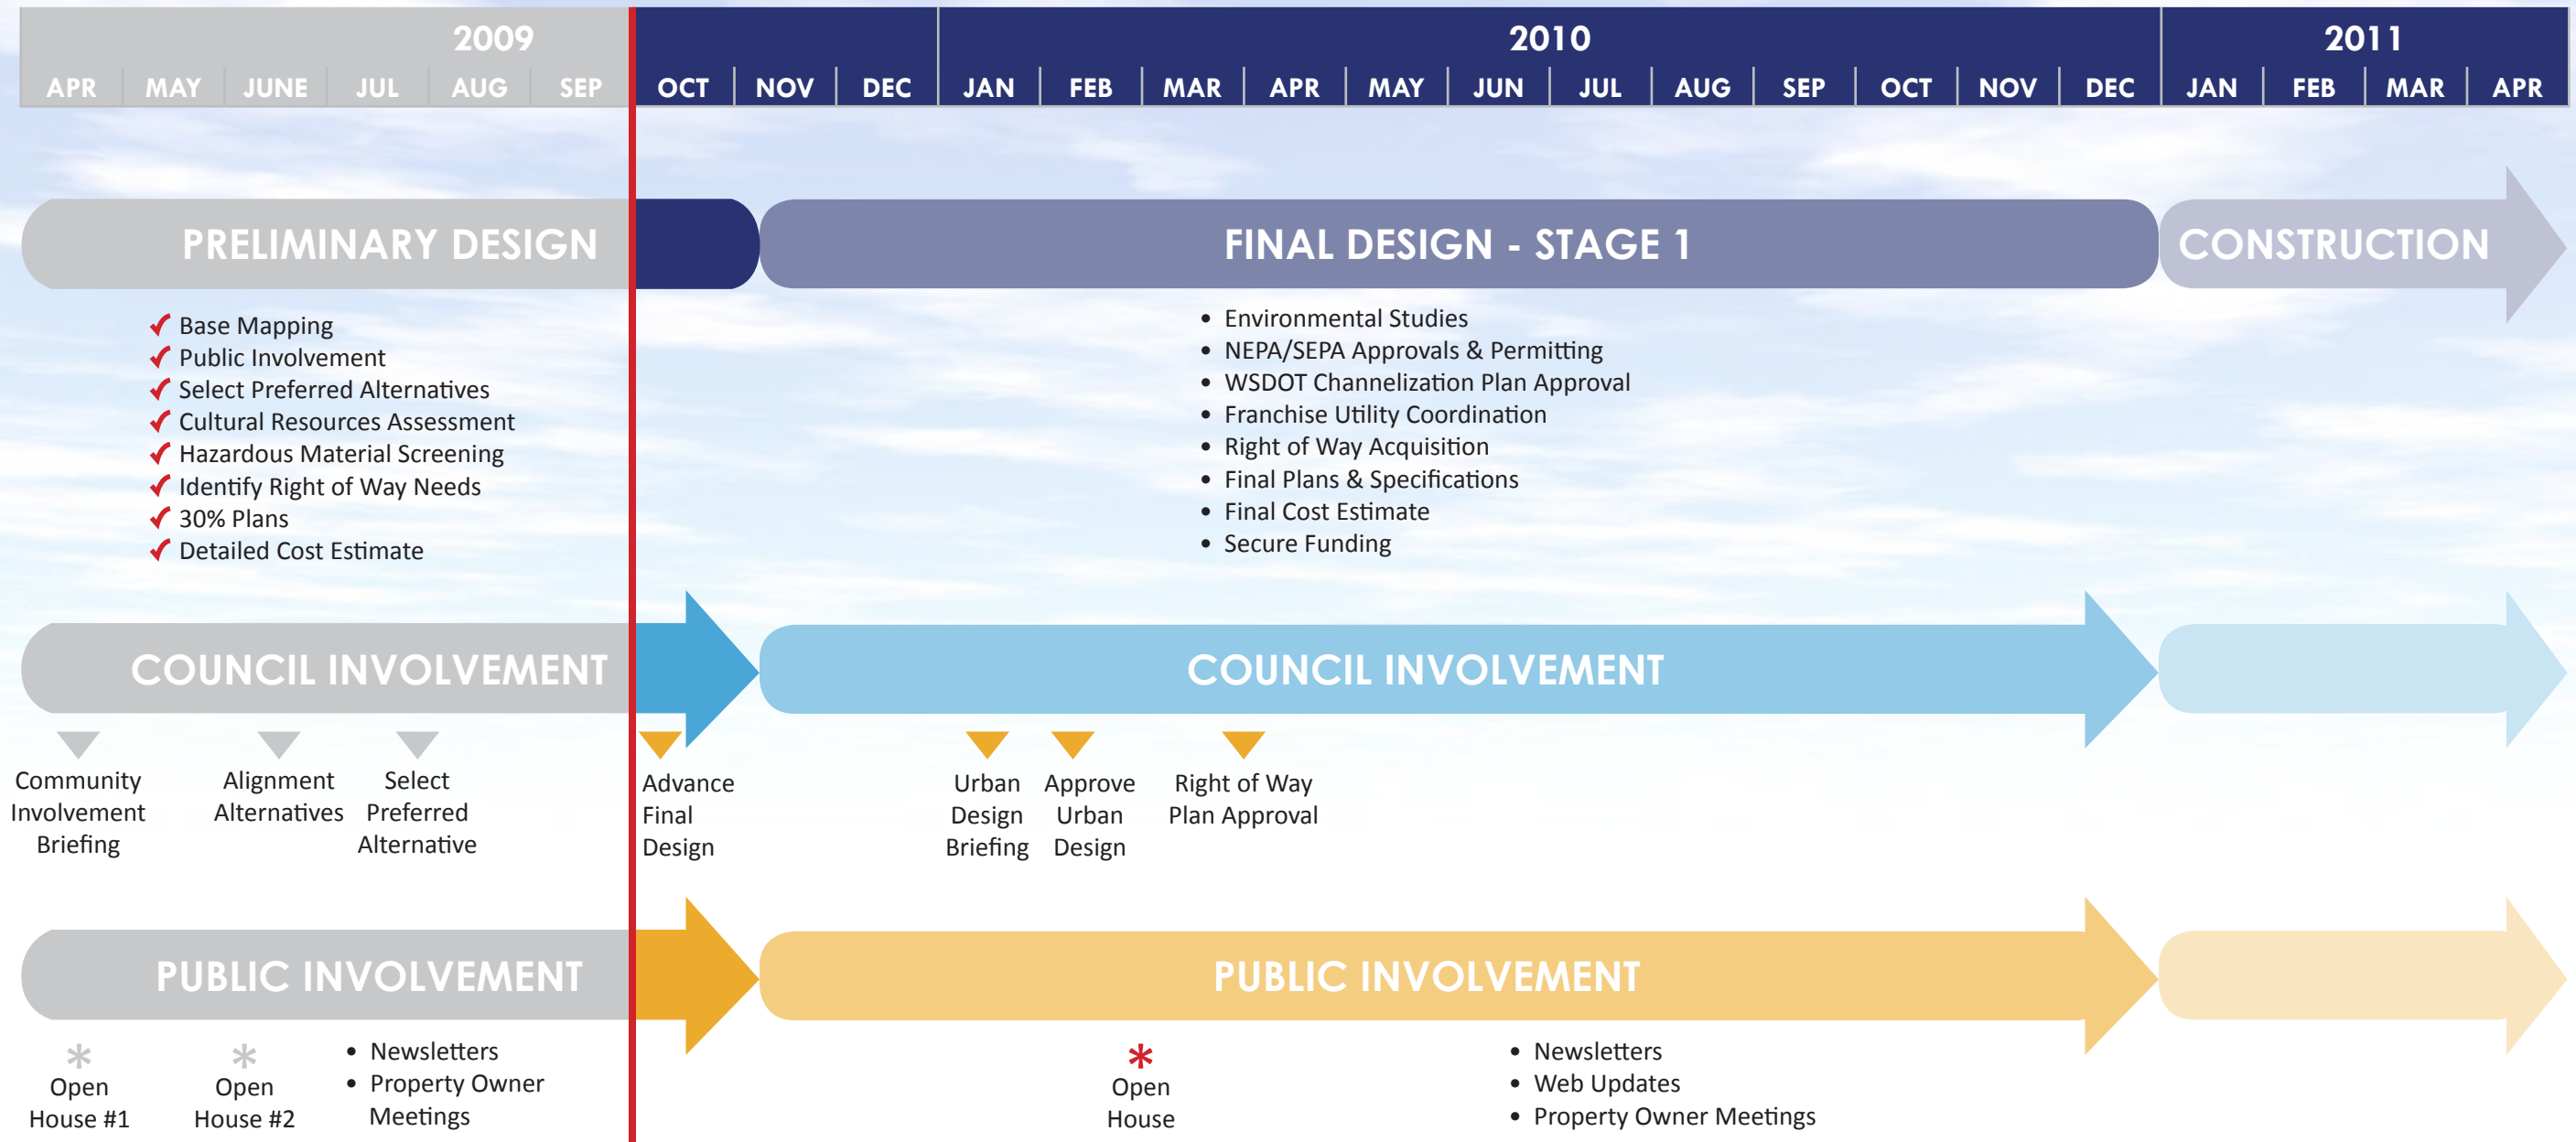 2009
2010
2011
APR MAY JUNE JUL AUG SEP OCT NOV DEC JAN FEB MAR APR MAY JUN JUL AUG SEP OCT NOV DEC JAN FEB MAR APR
PRELIMINARY DESIGN
FINAL DESIGN - STAGE 1
CONSTRUCTION
Base Mapping
Public Involvement
Select Preferred Alternatives
Cultural Resources Assessment
Hazardous Material Screening
Identify Right of Way Needs
30% Plans
Detailed Cost Estimate
• Environmental Studies
• NEPA/SEPA Approvals & Permitting
• WSDOT Channelization Plan Approval
• Franchise Utility Coordination
• Right of Way Acquisition
• Final Plans & Specifications
• Final Cost Estimate
• Secure Funding
COUNCIL INVOLVEMENT
COUNCIL INVOLVEMENT
Community
Involvement
Briefing
Alignment
Alternatives
Select
Preferred
Alternative
Advance
Final
Design
Urban
Design
Briefing
Approve
Urban
Design
Right of Way
Plan Approval
PUBLIC INVOLVEMENT
PUBLIC INVOLVEMENT
*
Open
House #1
*
Open
House #2
• Newsletters
• Property Owner
Meetings
*
Open
House
• Newsletters
• Web Updates
• Property Owner Meetings